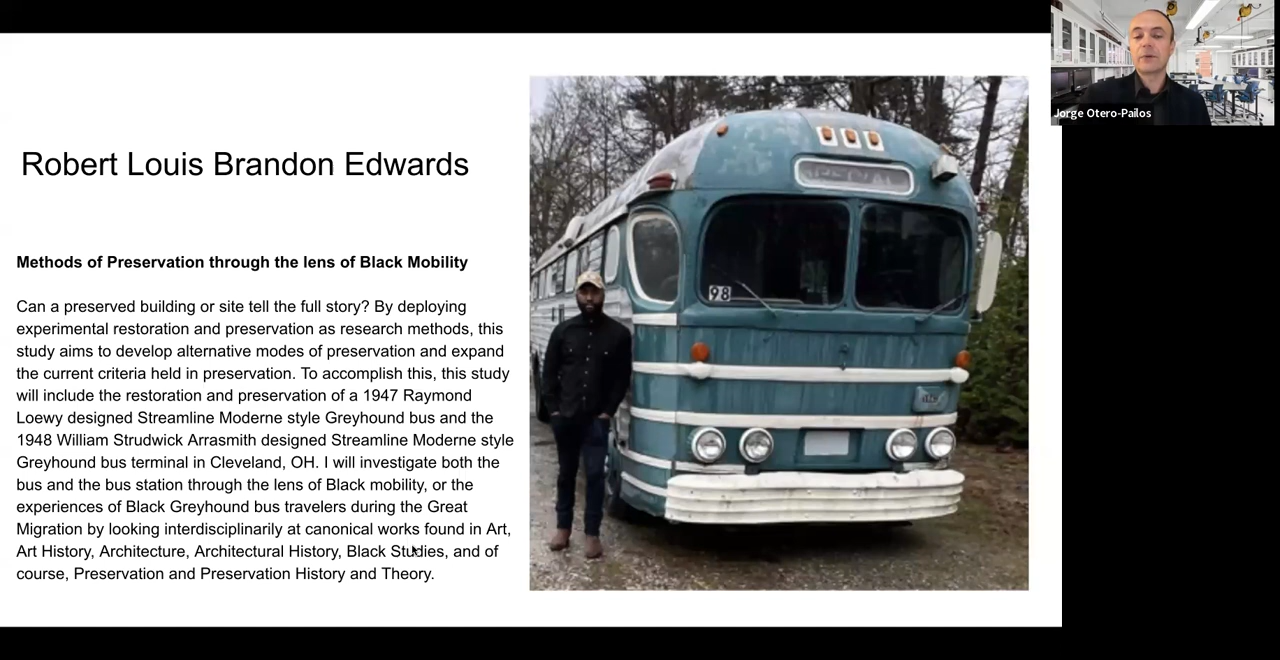 Jorge Otero-Pailos
Robert Louis Brandon Edwards
Methods of Preservation through the lens of Black Mobility
Can a preserved building or site tell the full story? By deploying
experimental restoration and preservation as research methods, this
study aims to develop alternative modes of preservation and expand
the current criteria held in preservation. To accomplish this, this study
will include the restoration and preservation of a 1947 Raymond
Loewy designed Streamline Moderne style Greyhound bus and the
1948 William Strudwick Arrasmith designed Streamline Moderne style
Greyhound bus terminal in Cleveland, OH. I will investigate both the
bus and the bus station through the lens of Black mobility, or the
experiences of Black Greyhound bus travelers during the Great
Migration by looking interdisciplinarily at canonical works found in Art,
Art History, Architecture, Architectural History, Black Studies, and of
course, Preservation and Preservation History and Theory.
SPECIAL
98